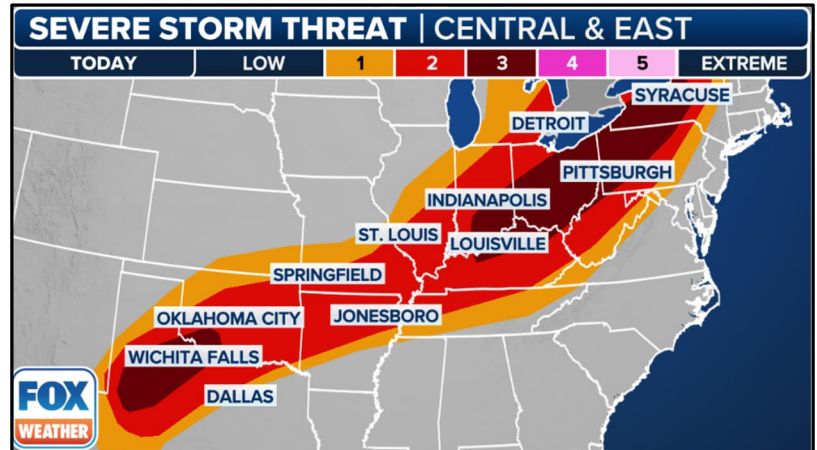 SEVERE STORM THREAT | CENTRAL & EAST
TODAY LOW 1 2 3 4 5 EXTREME
SYRACUSE
DETROIT
PITTSBURGH
INDIANAPOLIS
ST. LOUIS
LOUISVILLE
SPRINGFIELD
OKLAHOMA CITY
JONESBORO
WICHITA FALLS
DALLAS
FOX
WEATHER